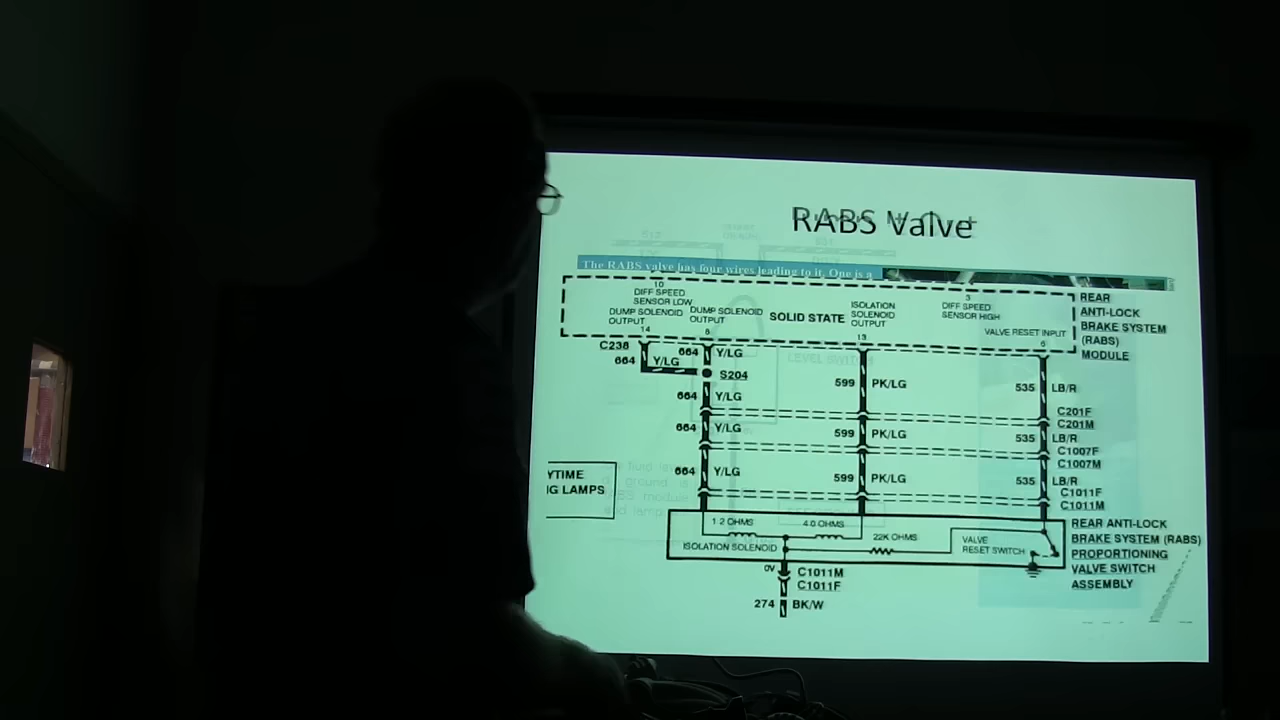 RABS Valve
The RABS valve has four wires leading to it. One is a
10
DIFF SPEED
SENSOR LOW
DUMP SOLENOID
OUTPUT
14
DUMP SOLENOID
OUTPUT
8
SOLID STATE
ISOLATION
SOLENOID
OUTPUT
13
3
DIFF SPEED
SENSOR HIGH
VALVE RESET INPUT
6
REAR
ANTI-LOCK
BRAKE SYSTEM
(RABS)
MODULE
C238
664 Y/LG
664 Y/LG
S204
664 Y/LG
599 PK/LG
535 LB/R
C201F
C201M
664 Y/LG
599 PK/LG
535 LB/R
C1007F
C1007M
664 Y/LG
599 PK/LG
535 LB/R
C1011F
C1011M
YTIME
G LAMPS
1 2 OHMS
4.0 OHMS
22K OHMS
ISOLATION SOLENOID
VALVE
RESET SWITCH
REAR ANTI-LOCK
BRAKE SYSTEM (RABS)
PROPORTIONING
VALVE SWITCH
ASSEMBLY
0V
C1011M
C1011F
274 BK/W